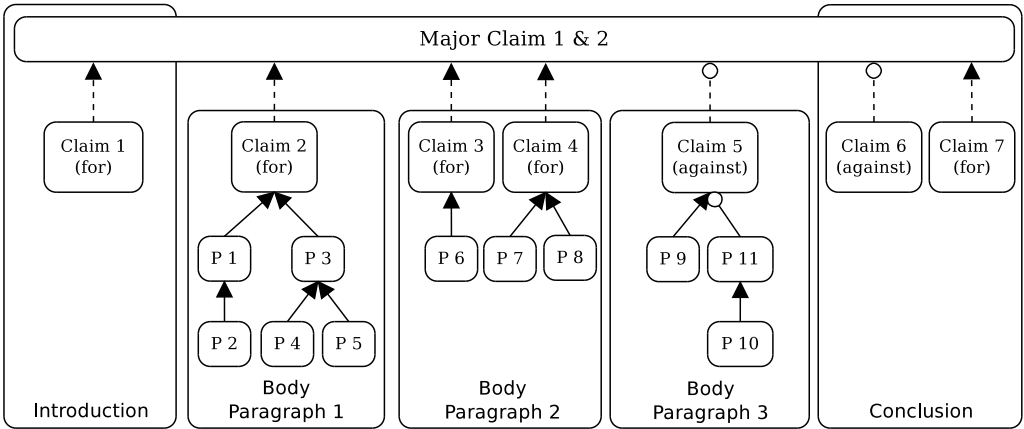 Major Claim 1 & 2
Claim 1
(for)
Claim 2
(for)
Claim 3
(for)
Claim 4
(for)
Claim 5
(against)
Claim 6
(against)
Claim 7
(for)
P 1
P 3
P 6
P 7
P 8
P 9
P 11
P 2
P 4
P 5
P 10
Introduction
Body
Paragraph 1
Body
Paragraph 2
Body
Paragraph 3
Conclusion